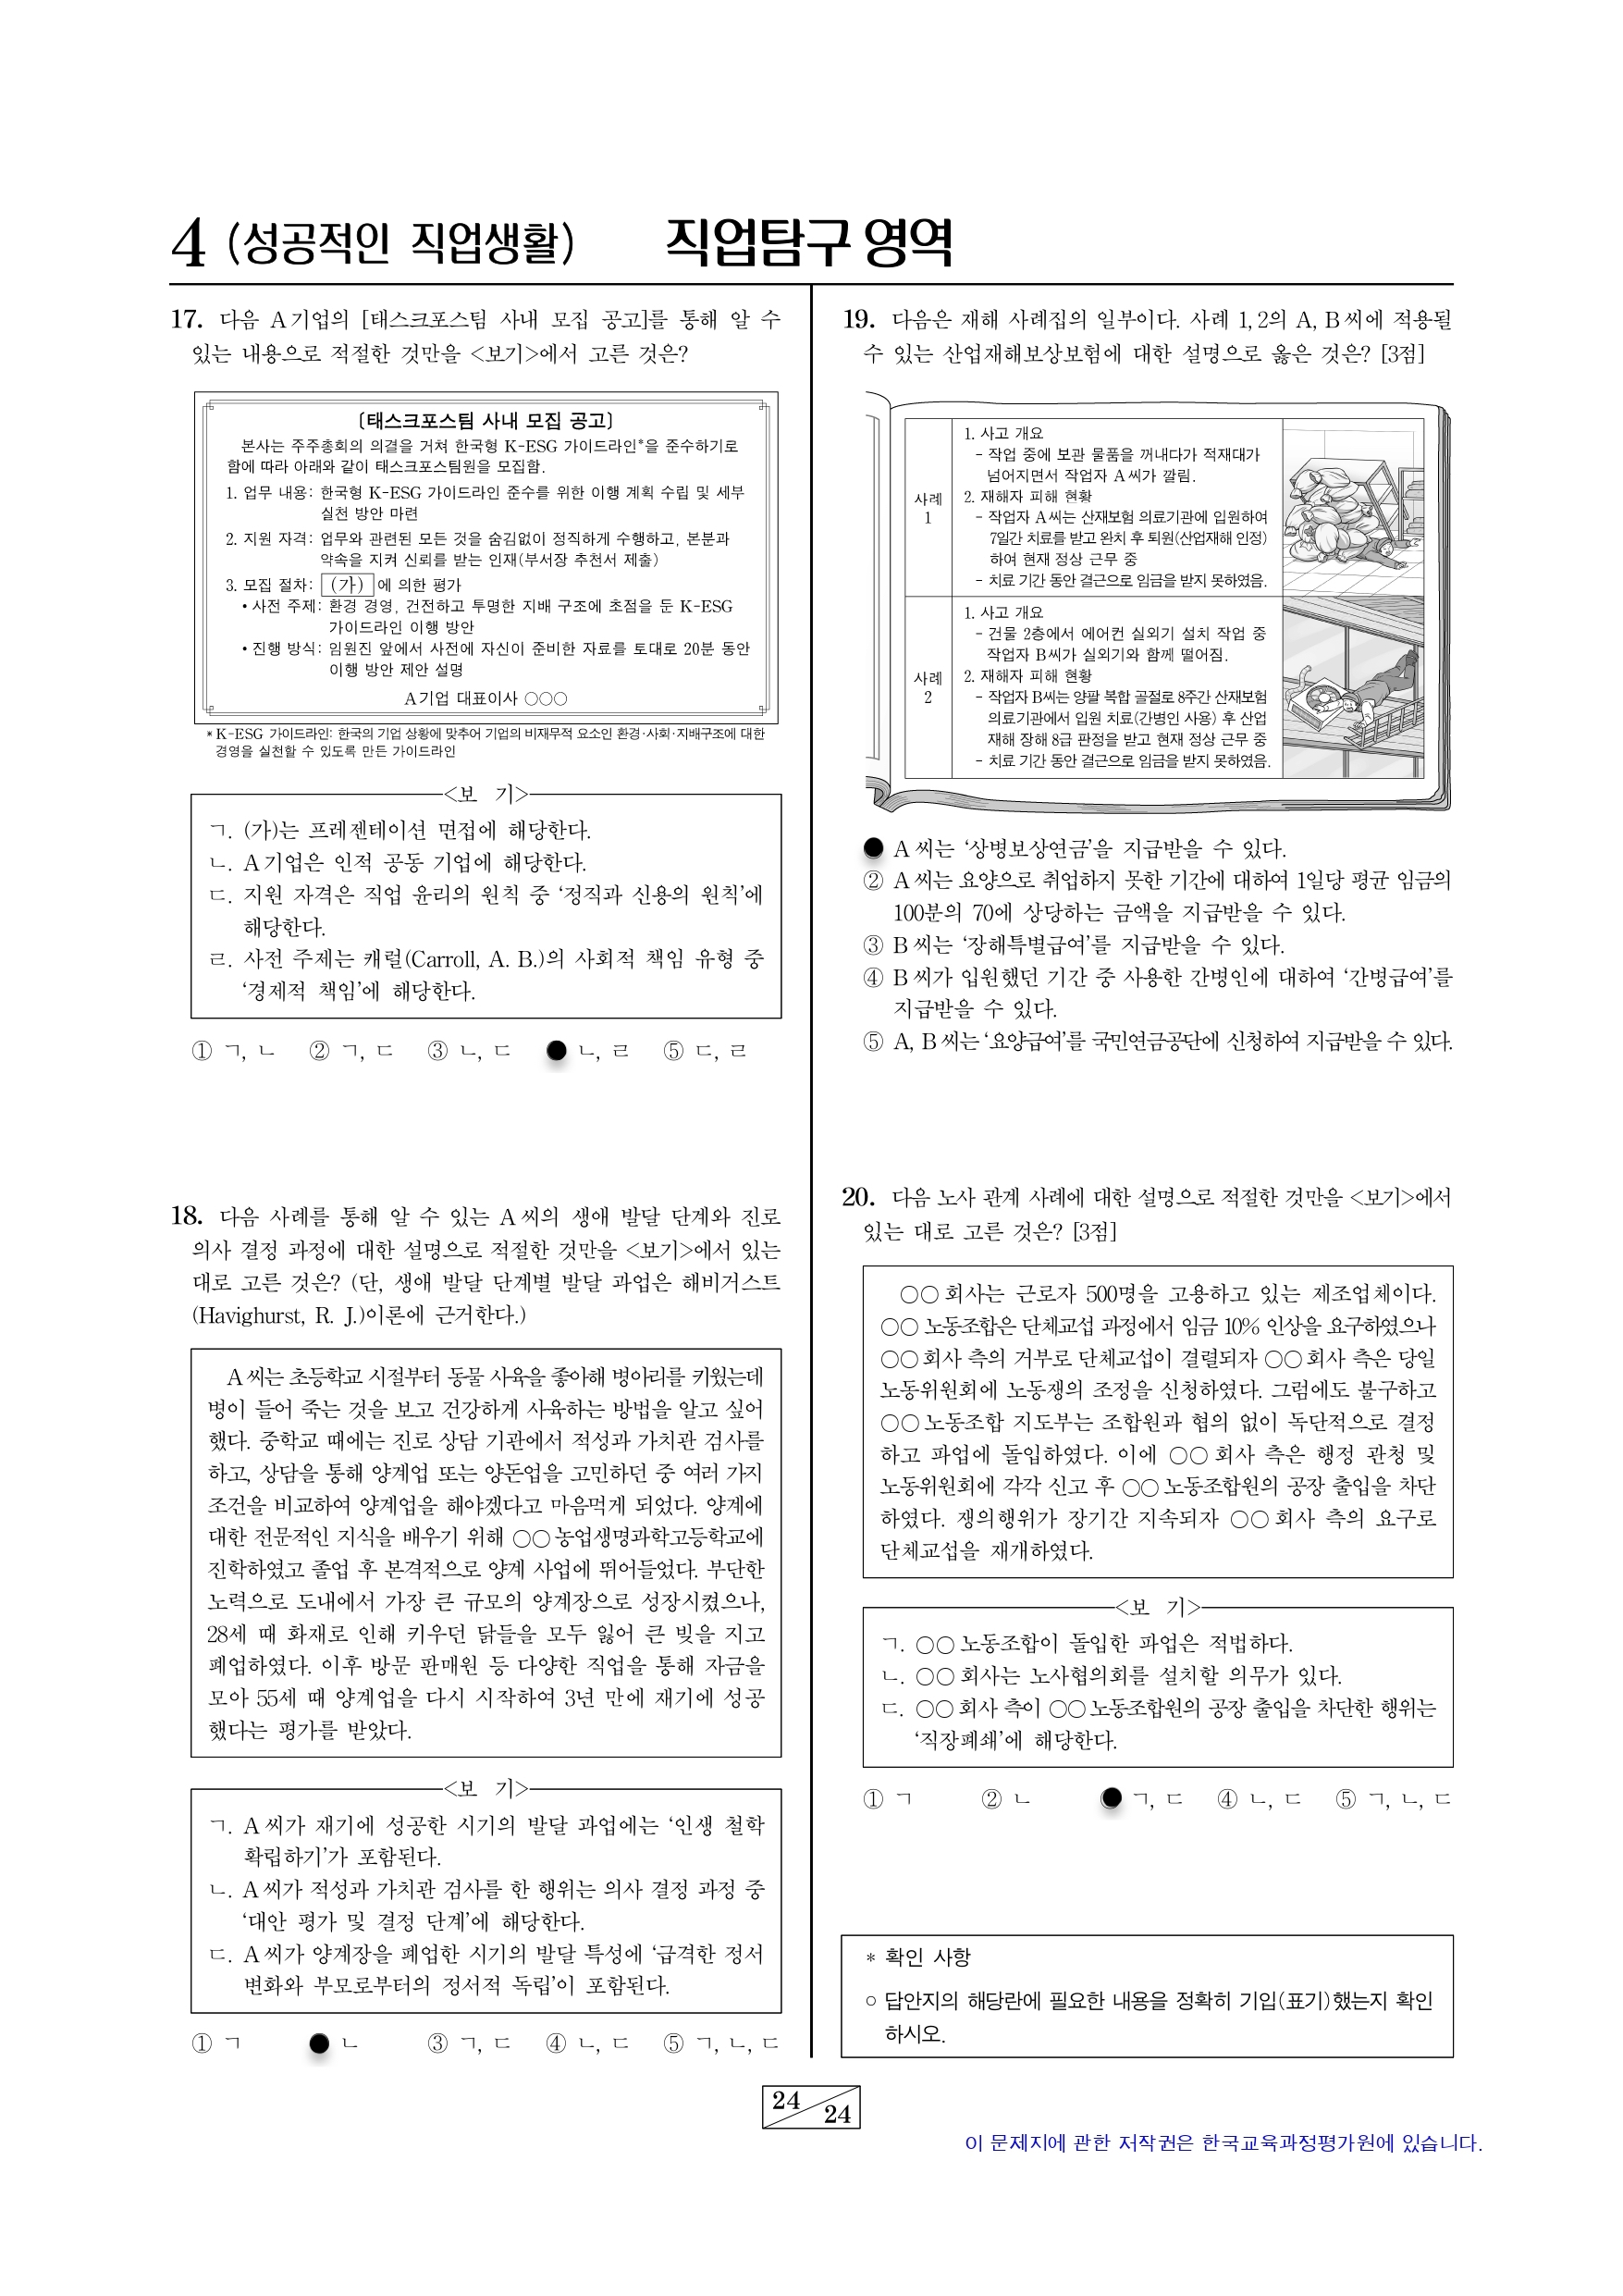 4 (성공적인 직업생활) 직업탐구 영역
17. 다음 A기업의 [태스크포스팀 사내 모집 공고]를 통해 알 수
있는 내용으로 적절한 것만을 <보기>에서 고른 것은?
[태스크포스팀 사내 모집 공고]
본사는 주주총회의 의결을 거쳐 한국형 K-ESG 가이드라인*을 준수하기로
함에 따라 아래와 같이 태스크포스팀원을 모집함.
1. 업무 내용: 한국형 K-ESG 가이드라인 준수를 위한 이행 계획 수립 및 세부
실천 방안 마련
2. 지원 자격: 업무와 관련된 모든 것을 숨김없이 정직하게 수행하고, 본분과
약속을 지켜 신뢰를 받는 인재(부서장 추천서 제출)
3. 모집 절차: (가) 에 의한 평가
• 사전 주제: 환경 경영, 건전하고 투명한 지배 구조에 초점을 둔 K-ESG
가이드라인 이행 방안
• 진행 방식: 임원진 앞에서 사전에 자신이 준비한 자료를 토대로 20분 동안
이행 방안 제안 설명
A기업 대표이사 ○○○
* K-ESG 가이드라인: 한국의 기업 상황에 맞추어 기업의 비재무적 요소인 환경·사회·지배구조에 대한
경영을 실천할 수 있도록 만든 가이드라인
<보 기>
ㄱ. (가)는 프레젠테이션 면접에 해당한다.
ㄴ. A기업은 인적 공동 기업에 해당한다.
ㄷ. 지원 자격은 직업 윤리의 원칙 중 ‘정직과 신용의 원칙’에
해당한다.
ㄹ. 사전 주제는 캐럴(Carroll, A. B.)의 사회적 책임 유형 중
‘경제적 책임’에 해당한다.
① ㄱ, ㄴ ② ㄱ, ㄷ ③ ㄴ, ㄷ ● ㄴ, ㄹ ⑤ ㄷ, ㄹ
18. 다음 사례를 통해 알 수 있는 A씨의 생애 발달 단계와 진로
의사 결정 과정에 대한 설명으로 적절한 것만을 <보기>에서 있는
대로 고른 것은? (단, 생애 발달 단계별 발달 과업은 해비거스트
(Havighurst, R. J.)이론에 근거한다.)
A씨는 초등학교 시절부터 동물 사육을 좋아해 병아리를 키웠는데
병이 들어 죽는 것을 보고 건강하게 사육하는 방법을 알고 싶어
했다. 중학교 때에는 진로 상담 기관에서 적성과 가치관 검사를
하고, 상담을 통해 양계업 또는 양돈업을 고민하던 중 여러 가지
조건을 비교하여 양계업을 해야겠다고 마음먹게 되었다. 양계에
대한 전문적인 지식을 배우기 위해 ○○농업생명과학고등학교에
진학하였고 졸업 후 본격적으로 양계 사업에 뛰어들었다. 부단한
노력으로 도내에서 가장 큰 규모의 양계장으로 성장시켰으나,
28세 때 화재로 인해 키우던 닭들을 모두 잃어 큰 빚을 지고
폐업하였다. 이후 방문 판매원 등 다양한 직업을 통해 자금을
모아 55세 때 양계업을 다시 시작하여 3년 만에 재기에 성공
했다는 평가를 받았다.
<보 기>
ㄱ. A씨가 재기에 성공한 시기의 발달 과업에는 ‘인생 철학
확립하기’가 포함된다.
ㄴ. A씨가 적성과 가치관 검사를 한 행위는 의사 결정 과정 중
‘대안 평가 및 결정 단계’에 해당한다.
ㄷ. A씨가 양계장을 폐업한 시기의 발달 특성에 ‘급격한 정서
변화와 부모로부터의 정서적 독립’이 포함된다.
① ㄱ ● ㄴ ③ ㄱ, ㄷ ④ ㄴ, ㄷ ⑤ ㄱ, ㄴ, ㄷ
19. 다음은 재해 사례집의 일부이다. 사례 1, 2의 A, B씨에 적용될
수 있는 산업재해보상보험에 대한 설명으로 옳은 것은? [3점]
사례
1
1. 사고 개요
- 작업 중에 보관 물품을 꺼내다가 적재대가
넘어지면서 작업자 A씨가 깔림.
2. 재해자 피해 현황
- 작업자 A씨는 산재보험 의료기관에 입원하여
7일간 치료를 받고 완치 후 퇴원(산업재해 인정)
하여 현재 정상 근무 중
- 치료 기간 동안 결근으로 임금을 받지 못하였음.
사례
2
1. 사고 개요
- 건물 2층에서 에어컨 실외기 설치 작업 중
작업자 B씨가 실외기와 함께 떨어짐.
2. 재해자 피해 현황
- 작업자 B씨는 양팔 복합 골절로 8주간 산재보험
의료기관에서 입원 치료(간병인 사용) 후 산업
재해 장해 8급 판정을 받고 현재 정상 근무 중
- 치료 기간 동안 결근으로 임금을 받지 못하였음.
● A씨는 ‘상병보상연금’을 지급받을 수 있다.
② A씨는 요양으로 취업하지 못한 기간에 대하여 1일당 평균 임금의
100분의 70에 상당하는 금액을 지급받을 수 있다.
③ B씨는 ‘장해특별급여’를 지급받을 수 있다.
④ B씨가 입원했던 기간 중 사용한 간병인에 대하여 ‘간병급여’를
지급받을 수 있다.
⑤ A, B씨는 ‘요양급여’를 국민연금공단에 신청하여 지급받을 수 있다.
20. 다음 노사 관계 사례에 대한 설명으로 적절한 것만을 <보기>에서
있는 대로 고른 것은? [3점]
○○회사는 근로자 500명을 고용하고 있는 제조업체이다.
○○노동조합은 단체교섭 과정에서 임금 10% 인상을 요구하였으나
○○회사 측의 거부로 단체교섭이 결렬되자 ○○회사 측은 당일
노동위원회에 노동쟁의 조정을 신청하였다. 그럼에도 불구하고
○○노동조합 지도부는 조합원과 협의 없이 독단적으로 결정
하고 파업에 돌입하였다. 이에 ○○회사 측은 행정 관청 및
노동위원회에 각각 신고 후 ○○노동조합원의 공장 출입을 차단
하였다. 쟁의행위가 장기간 지속되자 ○○회사 측의 요구로
단체교섭을 재개하였다.
<보 기>
ㄱ. ○○노동조합이 돌입한 파업은 적법하다.
ㄴ. ○○회사는 노사협의회를 설치할 의무가 있다.
ㄷ. ○○회사 측이 ○○노동조합원의 공장 출입을 차단한 행위는
‘직장폐쇄’에 해당한다.
① ㄱ ② ㄴ ● ㄱ, ㄷ ④ ㄴ, ㄷ ⑤ ㄱ, ㄴ, ㄷ
* 확인 사항
○ 답안지의 해당란에 필요한 내용을 정확히 기입(표기)했는지 확인
하시오.
24 24
이 문제지에 관한 저작권은 한국교육과정평가원에 있습니다.